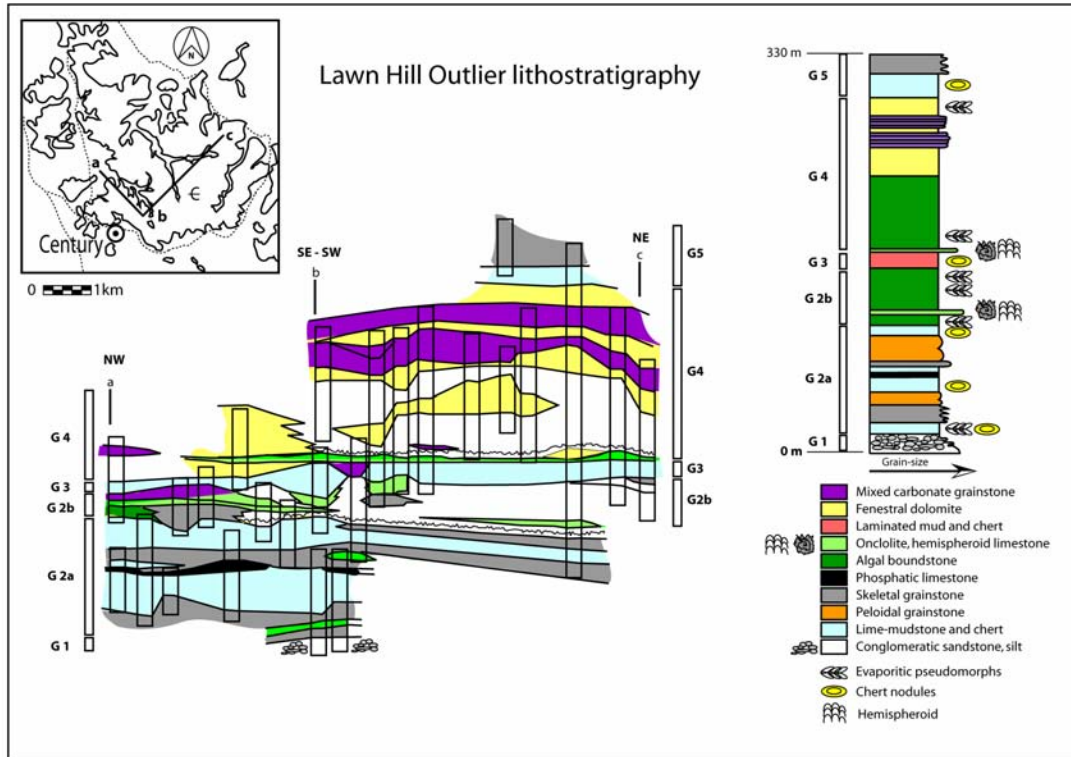 Lawn Hill Outlier lithostratigraphy
N
a
b
c
Є
Century
0 1km
NW
a
G 4
G 3
G 2b
G 2a
G 1
SE - SW
b
NE
c
G5
G4
G3
G2b
330 m
G 5
G 4
G 3
G 2b
G 2a
G 1
0 m
Grain-size
Mixed carbonate grainstone
Fenestral dolomite
Laminated mud and chert
Onclolite, hemispheroid limestone
Algal boundstone
Phosphatic limestone
Skeletal grainstone
Peloidal grainstone
Lime-mudstone and chert
Conglomeratic sandstone, silt
Evaporitic pseudomorphs
Chert nodules
Hemispheroid